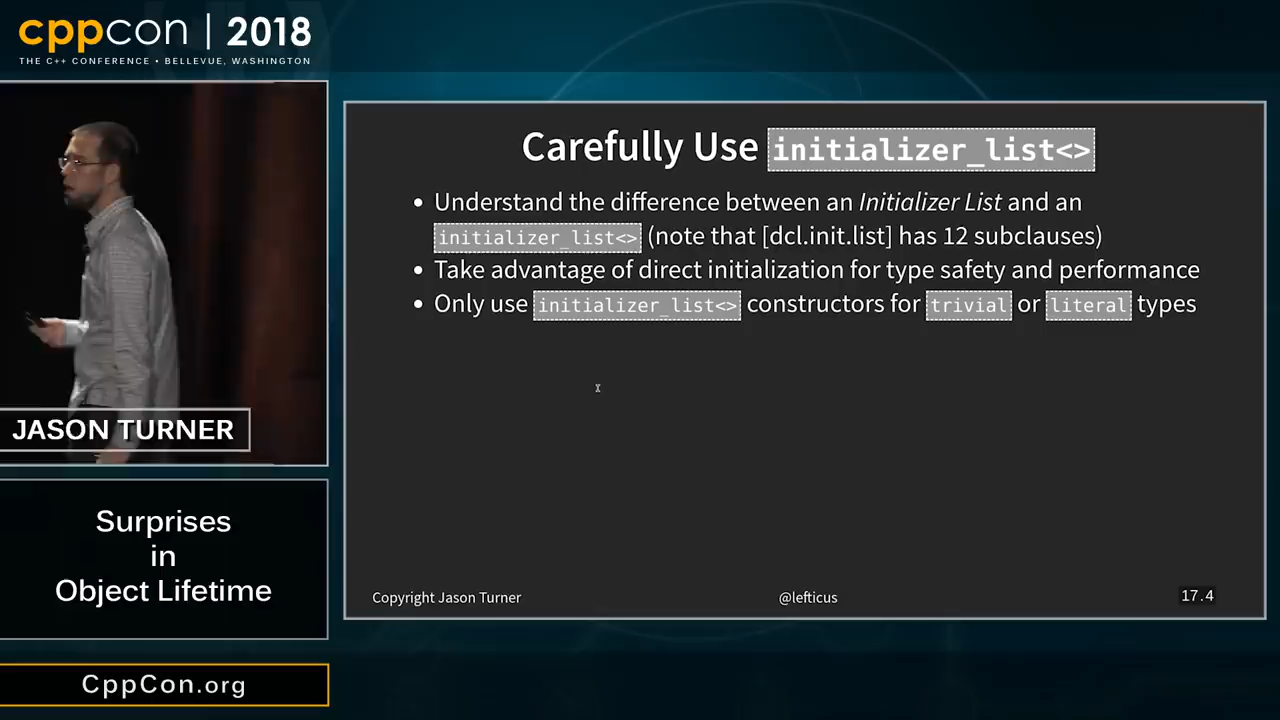 cppcon | 2018
THE C++ CONFERENCE • BELLEVUE, WASHINGTON
JASON TURNER
Surprises
in
Object Lifetime
CppCon.org
Carefully Use initializer_list<>
• Understand the difference between an Initializer List and an
initializer_list<> (note that [dcl.init.list] has 12 subclauses)
• Take advantage of direct initialization for type safety and performance
• Only use initializer_list<> constructors for trivial or literal types
Copyright Jason Turner
@lefticus
17.4